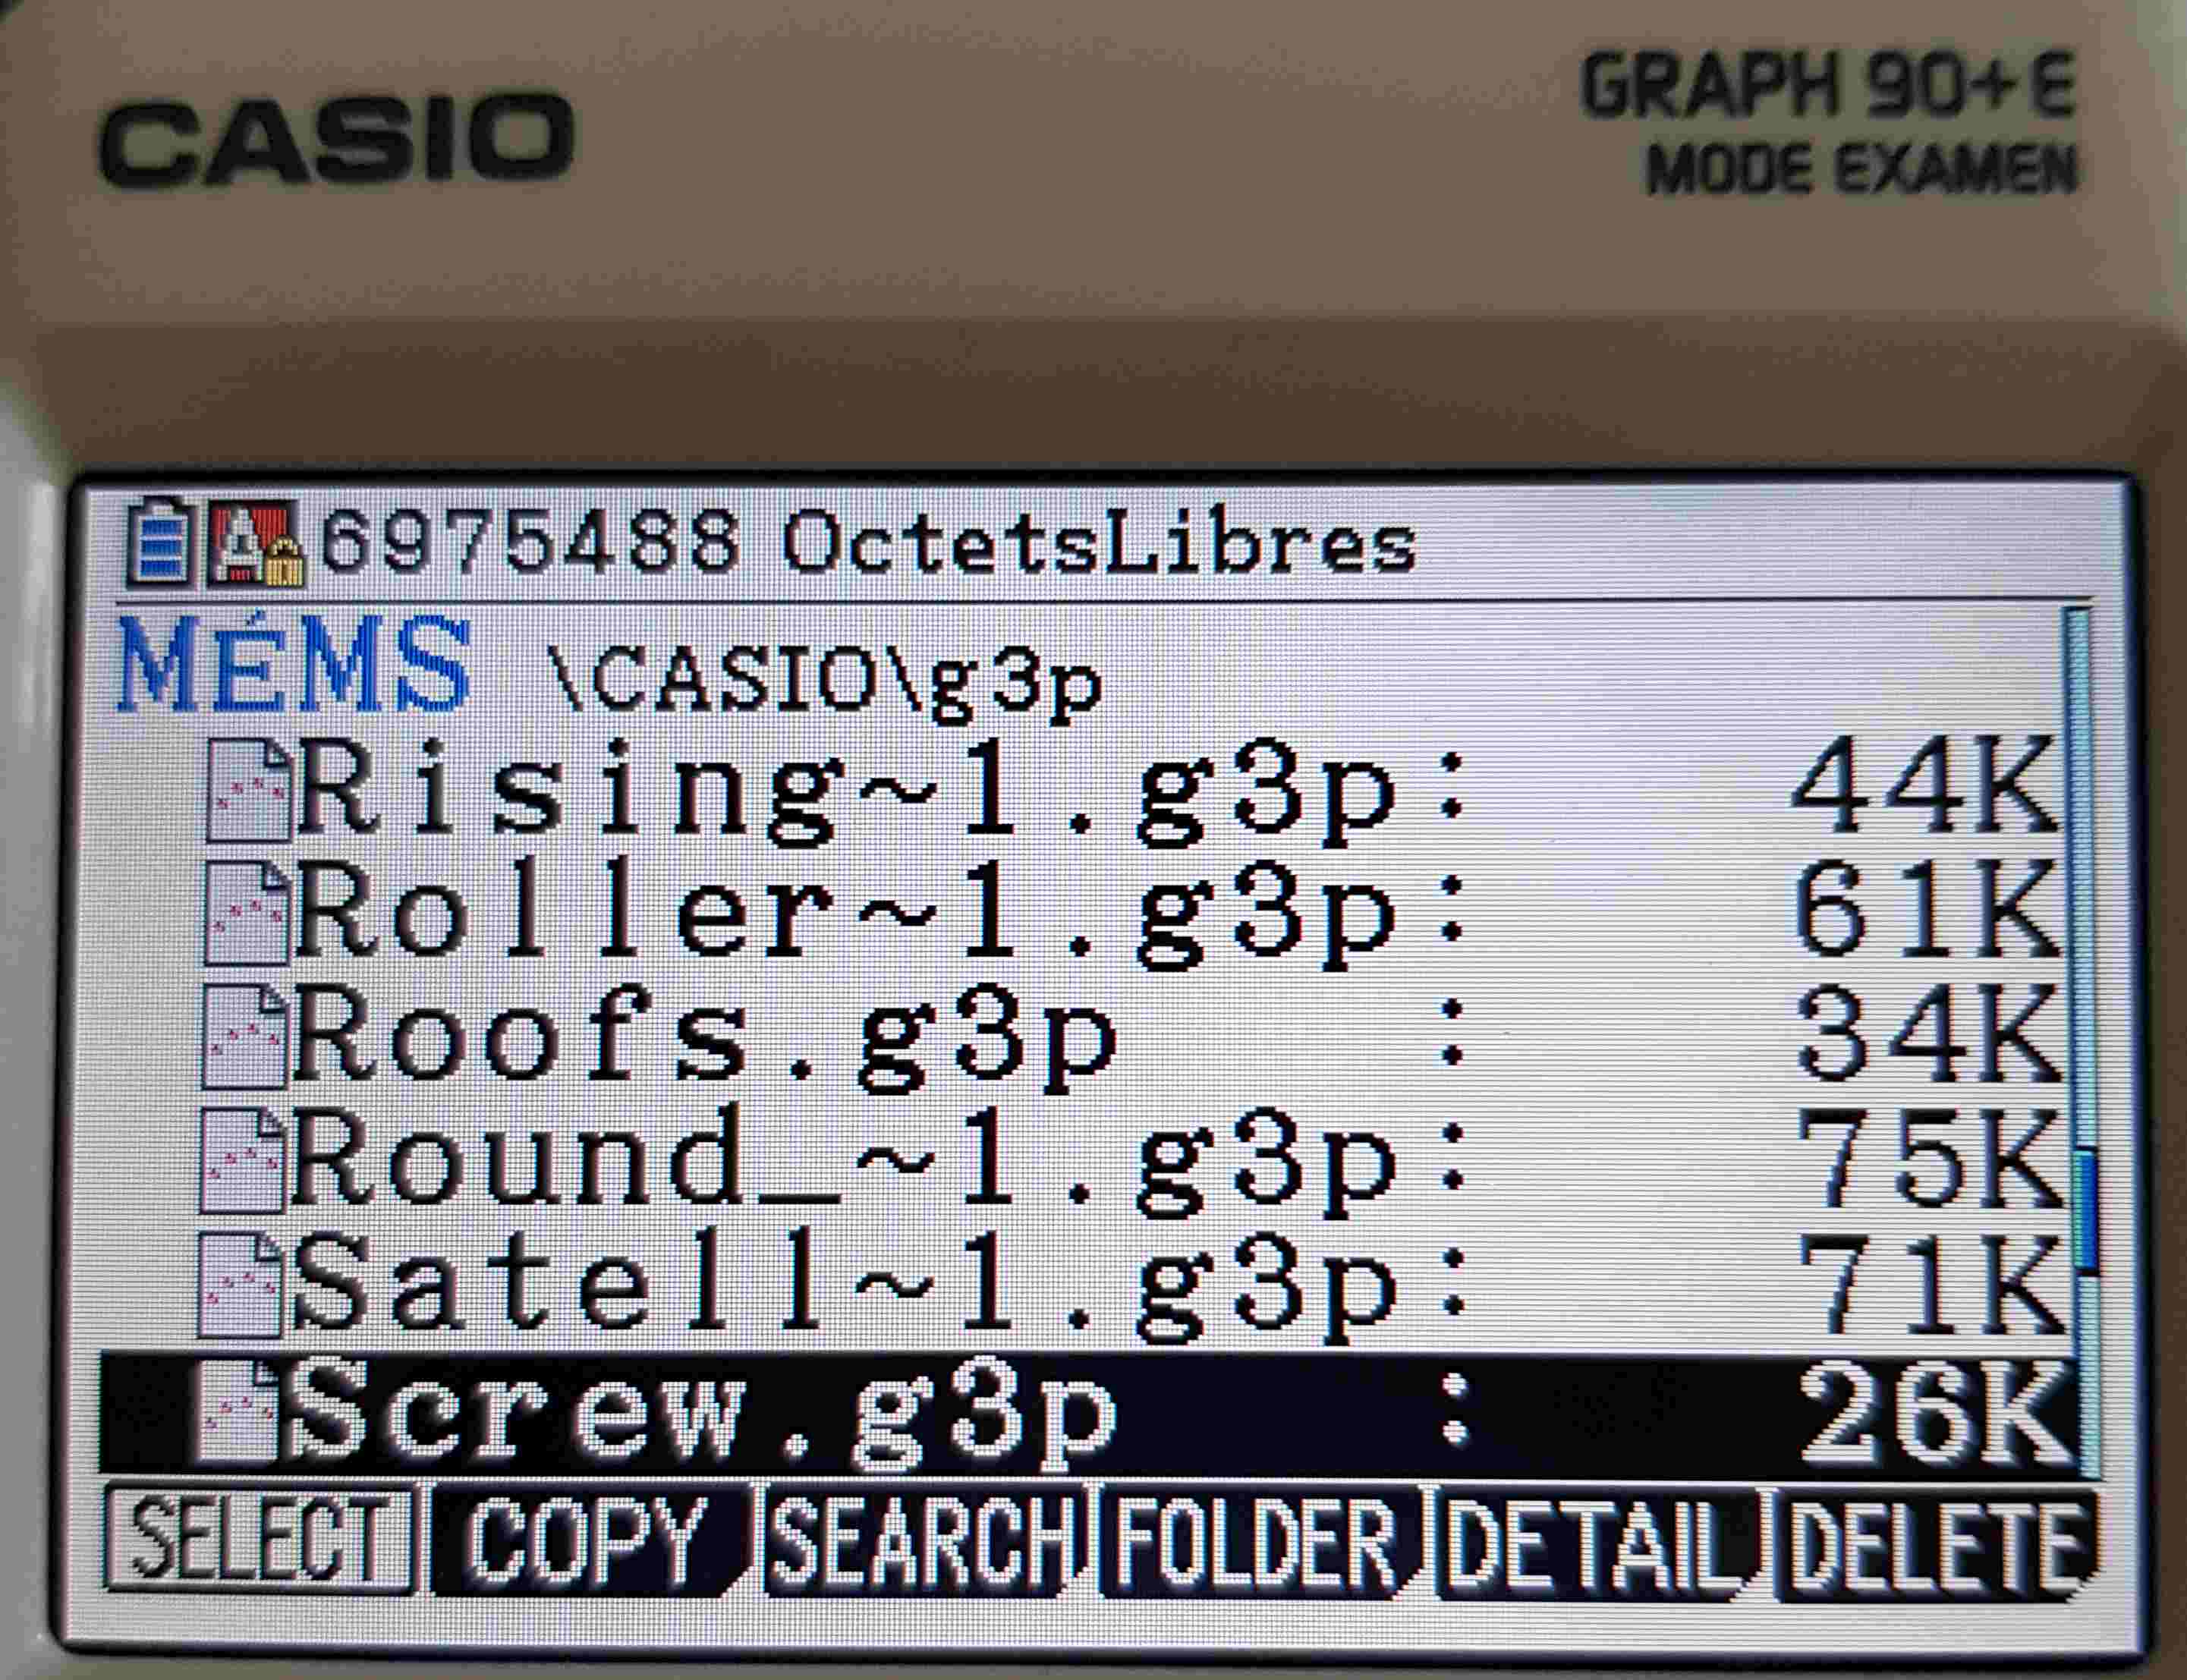 CASIO
GRAPH 90+E
MODE EXAMEN
6975488 OctetsLibres
MÉMS \CASIO\g3p
Rising~1.g3p: 44K
Roller~1.g3p: 61K
Roofs.g3p : 34K
Round_~1.g3p: 75K
Satell~1.g3p: 71K
Screw.g3p : 26K
SELECT COPY SEARCH FOLDER DETAIL DELETE